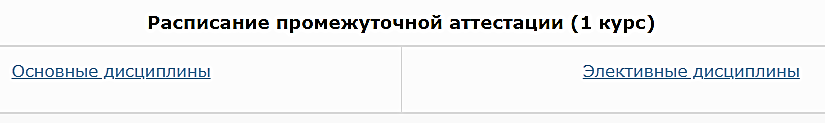 Расписание промежуточной аттестации (1 курс)
Основные дисциплины
Элективные дисциплины